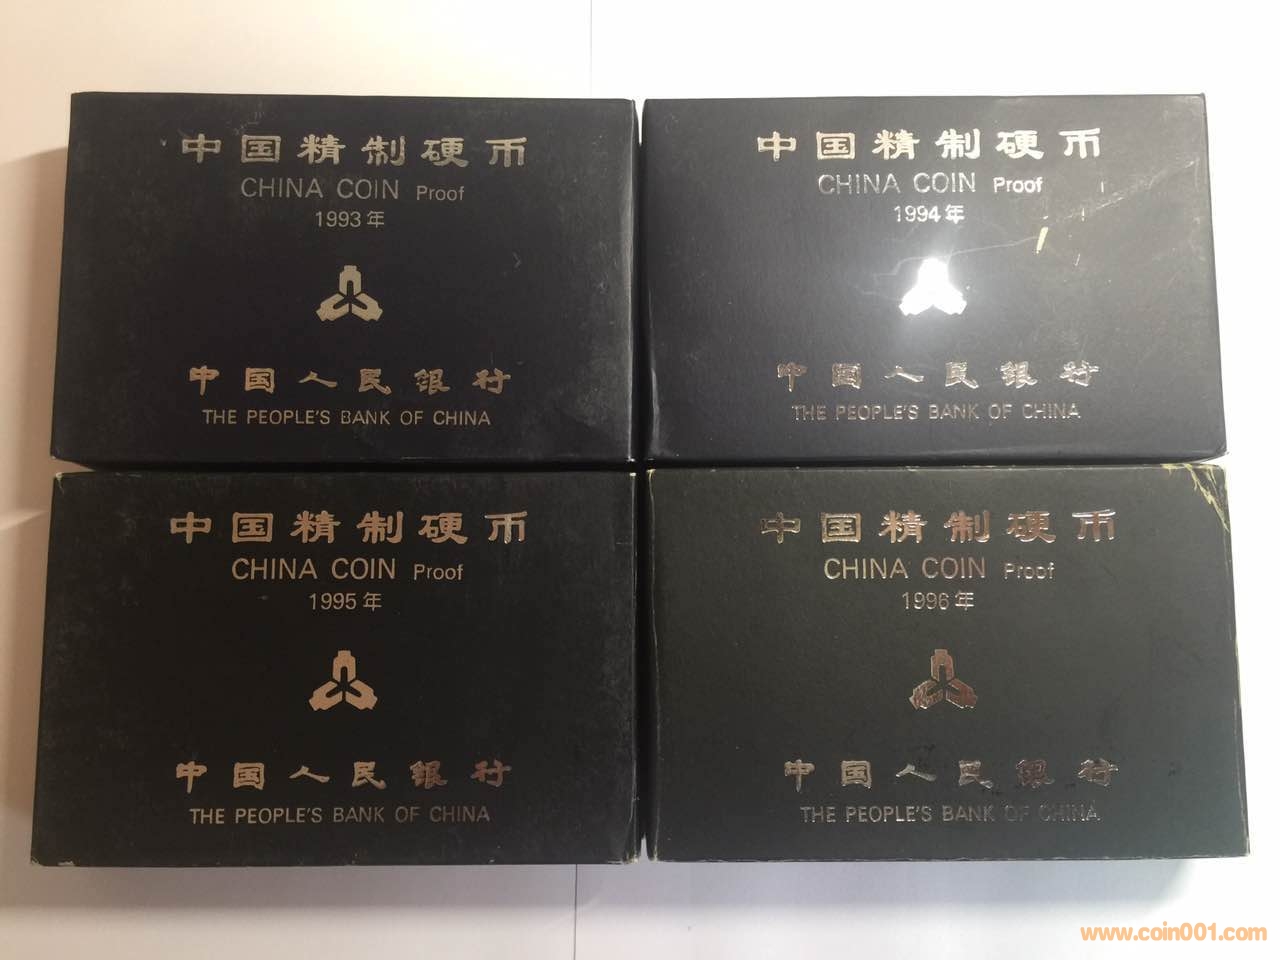 中国精制硬币
CHINA COIN Proof
1993年
中国人民银行
THE PEOPLE'S BANK OF CHINA
中国精制硬币
CHINA COIN Proof
1994年
中国人民银行
THE PEOPLE'S BANK OF CHINA
中国精制硬币
CHINA COIN Proof
1995年
中国人民银行
THE PEOPLE'S BANK OF CHINA
中国精制硬币
CHINA COIN Proof
1996年
中国人民银行
THE PEOPLE'S BANK OF CHINA
www.coin001.com